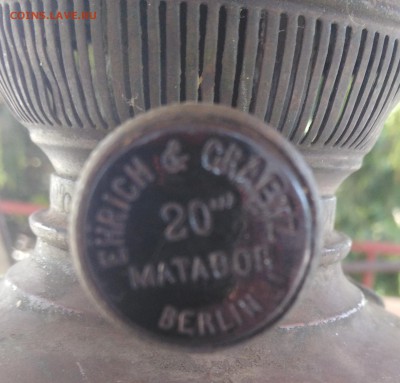 COINS.LAVE.RU
EHRICH & GRAETZ
20'''
MATADOR
BERLIN